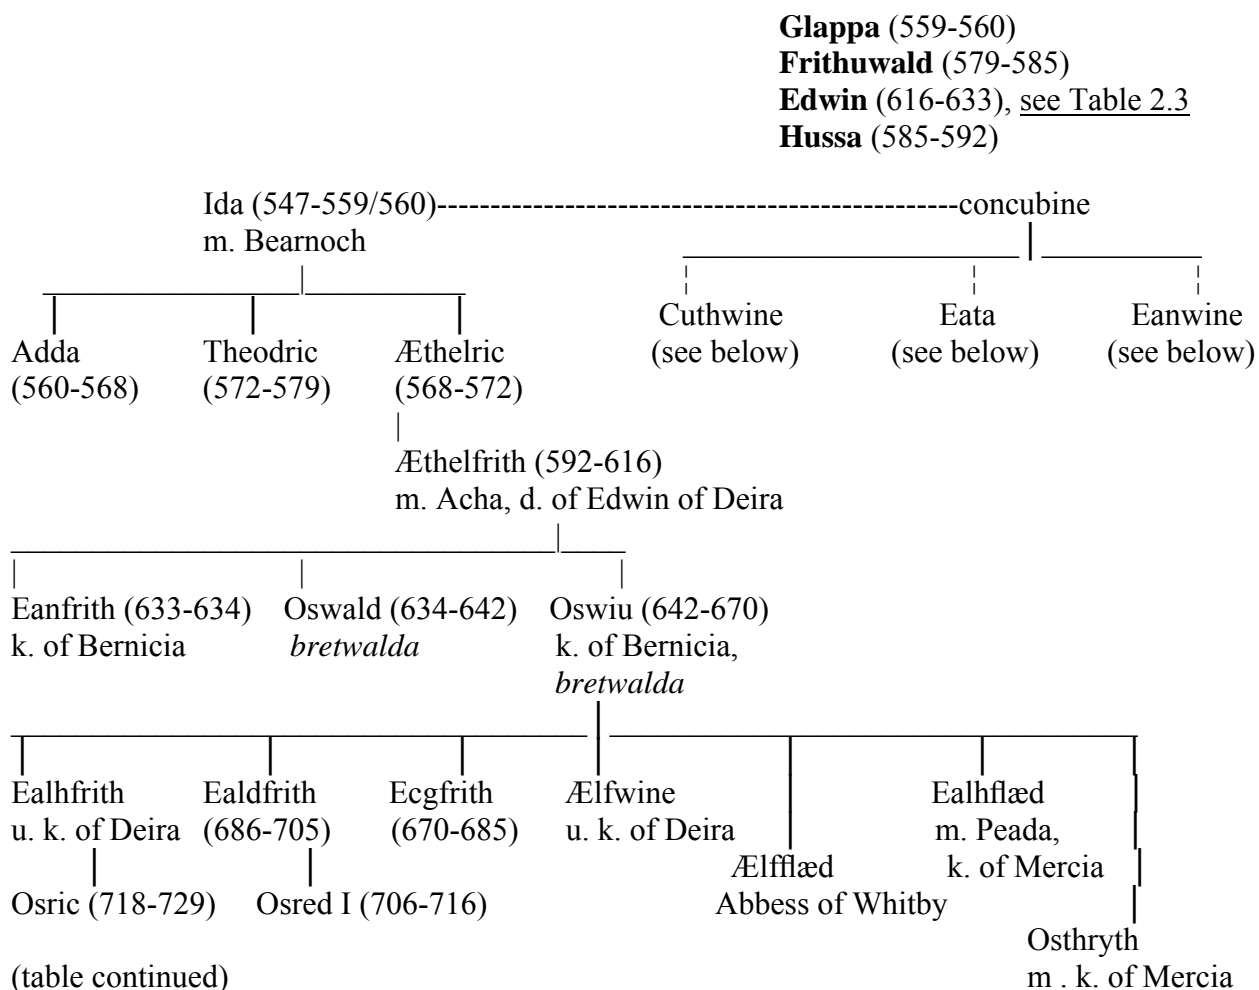 Glappa (559-560)
Frithuwald (579-585)
Edwin (616-633), see Table 2.3
Hussa (585-592)
Ida (547-559/560)-------------------------------------------------concubine
m. Bearnoch
Cuthwine Eata Eanwine
(see below) (see below) (see below)
Adda Theodric Æthelric
(560-568) (572-579) (568-572)
Æthelfrith (592-616)
m. Acha, d. of Edwin of Deira
Eanfrith (633-634) Oswald (634-642) Oswiu (642-670)
k. of Bernicia bretwalda k. of Bernicia,
bretwalda
Ealhfrith Ealdfrith Ecgfrith Ælfwine Ealhflæd
u. k. of Deira (686-705) (670-685) u. k. of Deira m. Peada,
Ælfflæd k. of Mercia
Osric (718-729) Osred I (706-716) Abbess of Whitby
Osthryth
(table continued) m . k. of Mercia